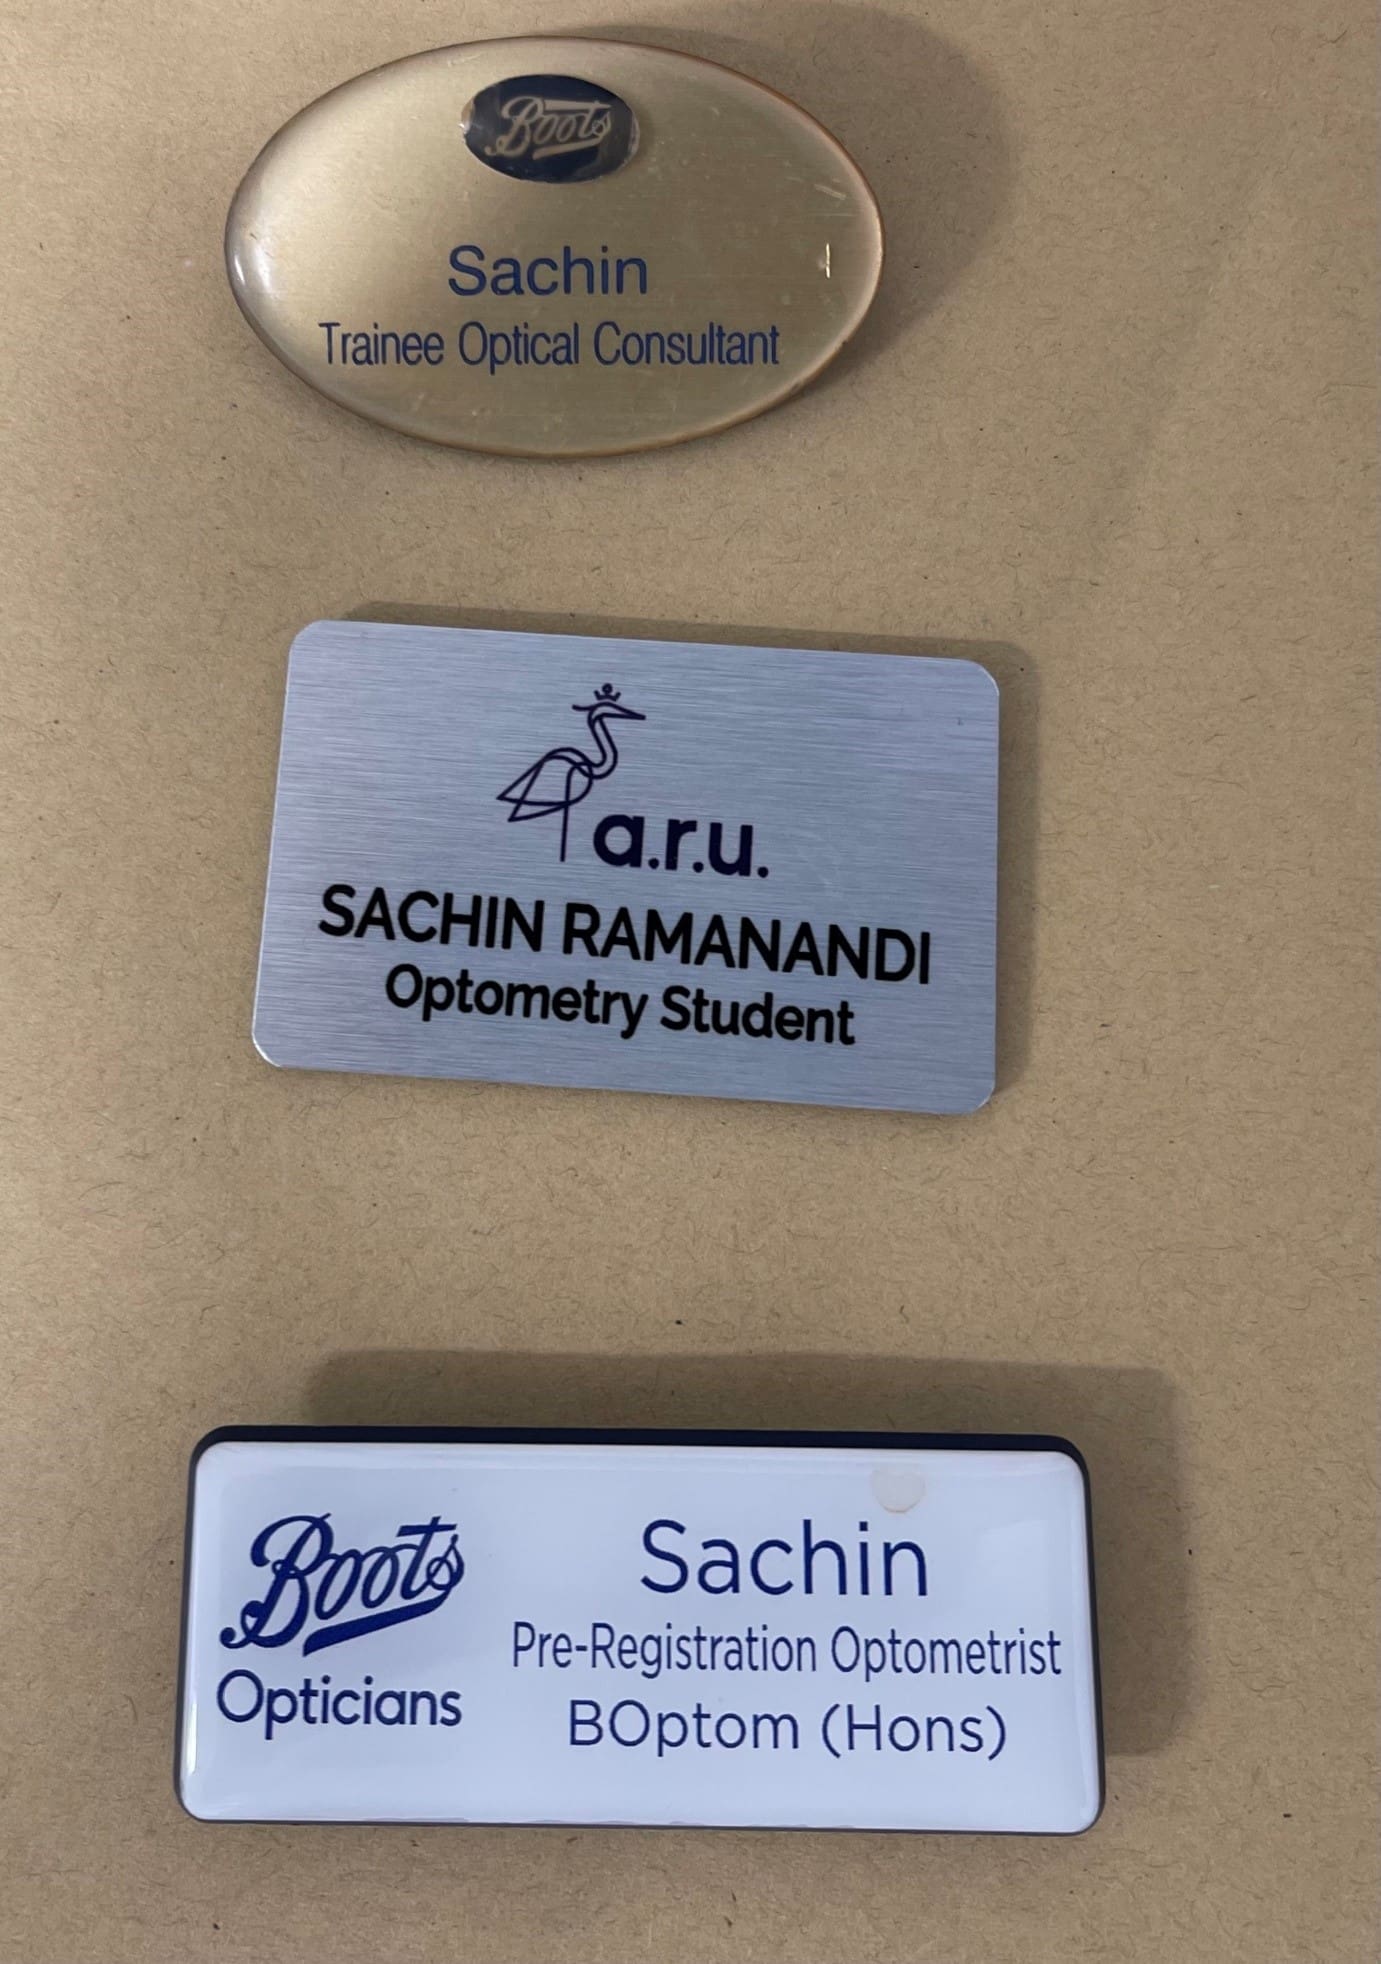 Boots
Sachin
Trainee Optical Consultant
a.r.u.
SACHIN RAMANANDI
Optometry Student
Boots
Opticians
Sachin
Pre-Registration Optometrist
BOptom (Hons)